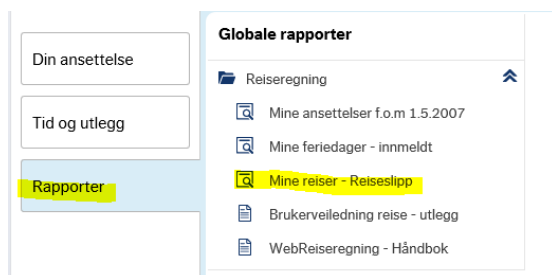 Din ansettelse
Tid og utlegg
Rapporter
Globale rapporter
Reiseregning
Mine ansettelser f.o.m 1.5.2007
Mine feriedager - innmeldt
Mine reiser - Reiseslipp
Brukerveiledning reise - utlegg
WebReiseregning - Håndbok